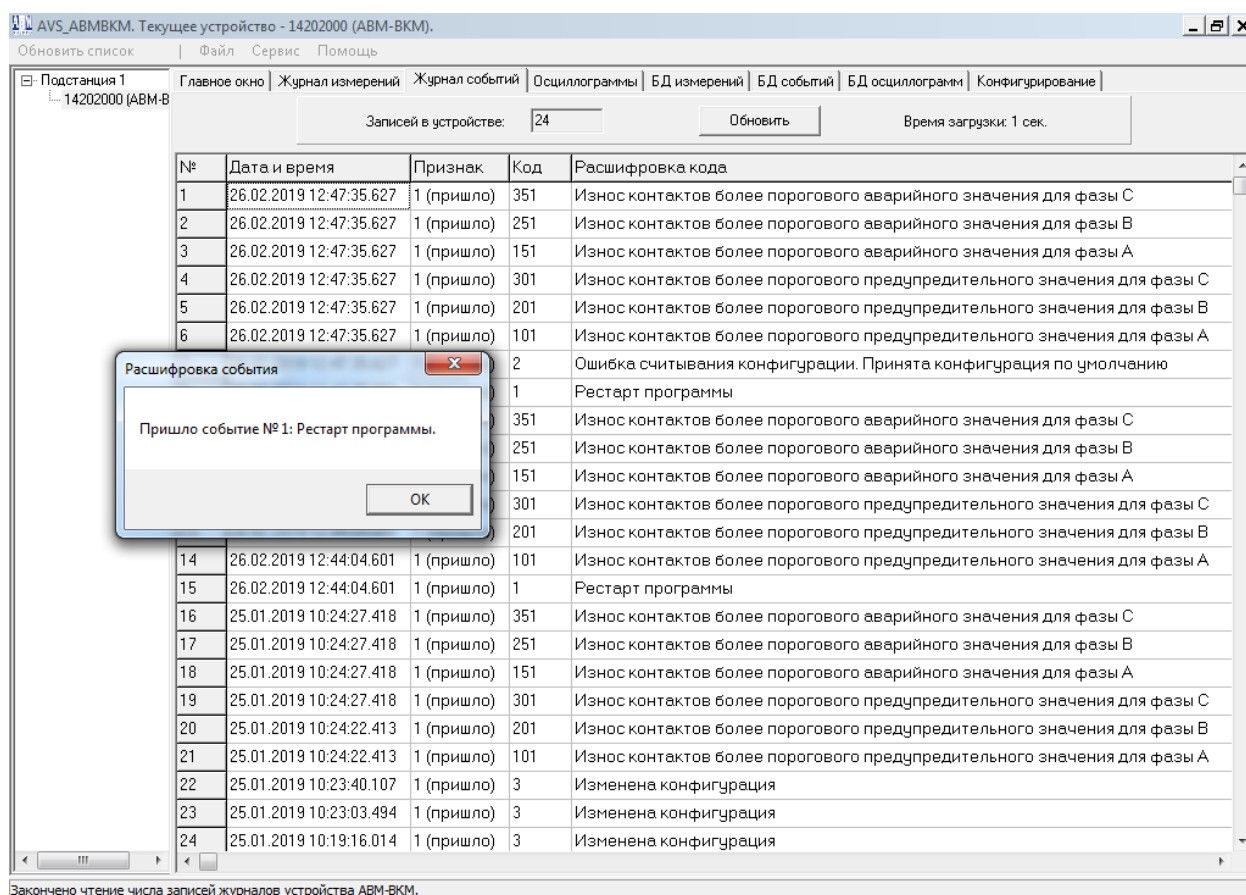 AVS_ABMBKM. Текущее устройство - 14202000 (ABM-BKM).
Обновить список | Файл Сервис Помощь
Подстанция 1
14202000 (ABM-B
Главное окно Журнал измерений Журнал событий Осциллограммы БД измерений БД событий БД осциллограмм Конфигурирование
Записей в устройстве: 24 Обновить Время загрузки: 1 сек.
№ Дата и время Признак Код Расшифровка кода
1 26.02.2019 12:47:35.627 1 (пришло) 351 Износ контактов более порогового аварийного значения для фазы C
2 26.02.2019 12:47:35.627 1 (пришло) 251 Износ контактов более порогового аварийного значения для фазы B
3 26.02.2019 12:47:35.627 1 (пришло) 151 Износ контактов более порогового аварийного значения для фазы A
4 26.02.2019 12:47:35.627 1 (пришло) 301 Износ контактов более порогового предупредительного значения для фазы C
5 26.02.2019 12:47:35.627 1 (пришло) 201 Износ контактов более порогового предупредительного значения для фазы B
6 26.02.2019 12:47:35.627 1 (пришло) 101 Износ контактов более порогового предупредительного значения для фазы A
2 Ошибка считывания конфигурации. Принята конфигурация по умолчанию
1 Рестарт программы
351 Износ контактов более порогового аварийного значения для фазы C
251 Износ контактов более порогового аварийного значения для фазы B
151 Износ контактов более порогового аварийного значения для фазы A
301 Износ контактов более порогового предупредительного значения для фазы C
201 Износ контактов более порогового предупредительного значения для фазы B
Расшифровка события
Пришло событие № 1: Рестарт программы.
OK
14 26.02.2019 12:44:04.601 1 (пришло) 101 Износ контактов более порогового предупредительного значения для фазы A
15 26.02.2019 12:44:04.601 1 (пришло) 1 Рестарт программы
16 25.01.2019 10:24:27.418 1 (пришло) 351 Износ контактов более порогового аварийного значения для фазы C
17 25.01.2019 10:24:27.418 1 (пришло) 251 Износ контактов более порогового аварийного значения для фазы B
18 25.01.2019 10:24:27.418 1 (пришло) 151 Износ контактов более порогового аварийного значения для фазы A
19 25.01.2019 10:24:27.418 1 (пришло) 301 Износ контактов более порогового предупредительного значения для фазы C
20 25.01.2019 10:24:22.413 1 (пришло) 201 Износ контактов более порогового предупредительного значения для фазы B
21 25.01.2019 10:24:22.413 1 (пришло) 101 Износ контактов более порогового предупредительного значения для фазы A
22 25.01.2019 10:23:40.107 1 (пришло) 3 Изменена конфигурация
23 25.01.2019 10:23:03.494 1 (пришло) 3 Изменена конфигурация
24 25.01.2019 10:19:16.014 1 (пришло) 3 Изменена конфигурация
Закончено чтение числа записей журналов устройства АВМ-ВКМ.